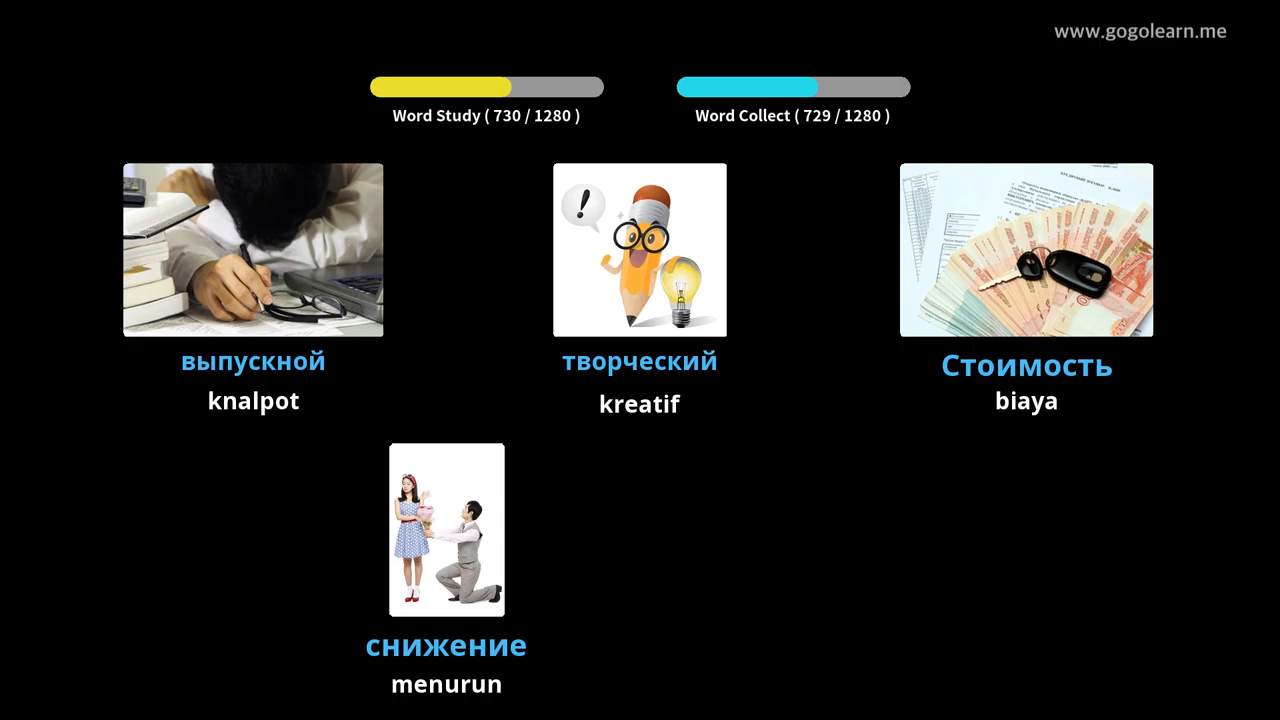 www.gogolearn.me
Word Study ( 730 / 1280 )
Word Collect ( 729 / 1280 )
выпускной
knalpot
творческий
kreatif
Стоимость
biaya
снижение
menurun